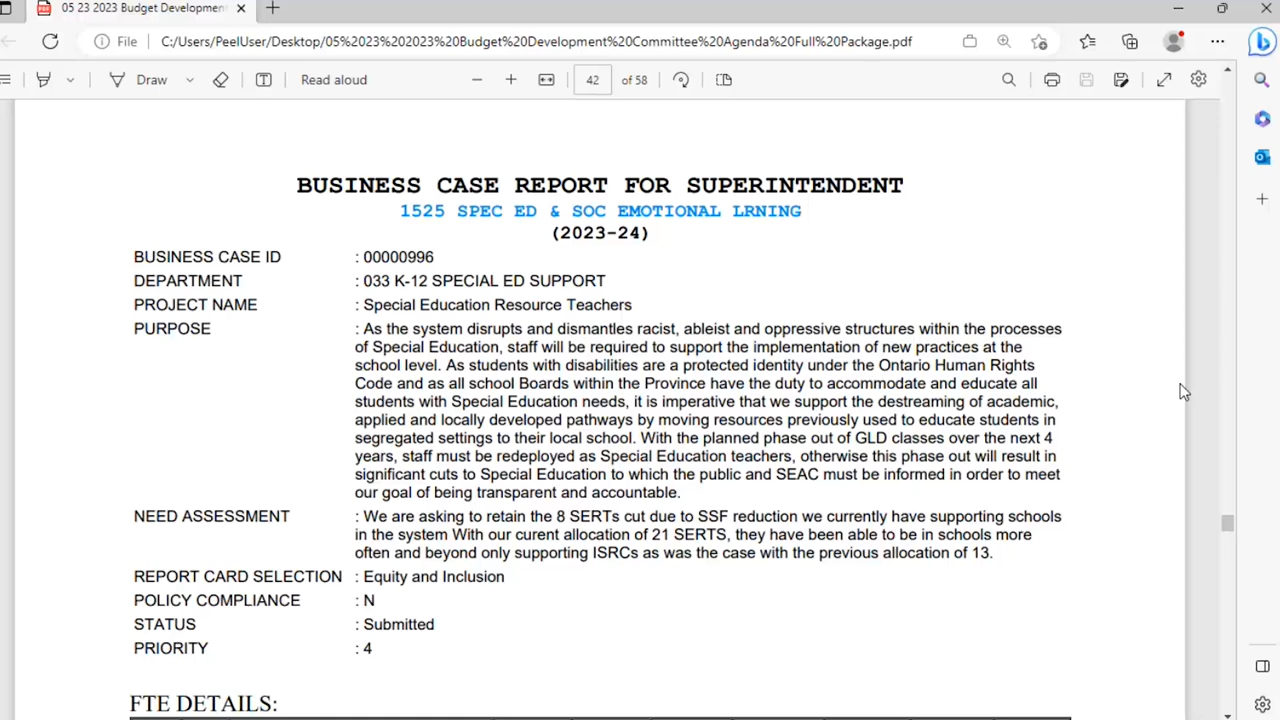 05 23 2023 Budget Development
File C:/Users/PeelUser/Desktop/05%2023%202023%20Budget%20Development%20Committee%20Agenda%20Full%20Package.pdf
Draw Read aloud 42 of 58
BUSINESS CASE REPORT FOR SUPERINTENDENT
1525 SPEC ED & SOC EMOTIONAL LRNING
(2023-24)
BUSINESS CASE ID : 00000996
DEPARTMENT : 033 K-12 SPECIAL ED SUPPORT
PROJECT NAME : Special Education Resource Teachers
PURPOSE : As the system disrupts and dismantles racist, ableist and oppressive structures within the processes
of Special Education, staff will be required to support the implementation of new practices at the
school level. As students with disabilities are a protected identity under the Ontario Human Rights
Code and as all school Boards within the Province have the duty to accommodate and educate all
students with Special Education needs, it is imperative that we support the destreaming of academic,
applied and locally developed pathways by moving resources previously used to educate students in
segregated settings to their local school. With the planned phase out of GLD classes over the next 4
years, staff must be redeployed as Special Education teachers, otherwise this phase out will result in
significant cuts to Special Education to which the public and SEAC must be informed in order to meet
our goal of being transparent and accountable.
NEED ASSESSMENT : We are asking to retain the 8 SERTs cut due to SSF reduction we currently have supporting schools
in the system With our curent allocation of 21 SERTS, they have been able to be in schools more
often and beyond only supporting ISRCs as was the case with the previous allocation of 13.
REPORT CARD SELECTION : Equity and Inclusion
POLICY COMPLIANCE : N
STATUS : Submitted
PRIORITY : 4
FTE DETAILS: